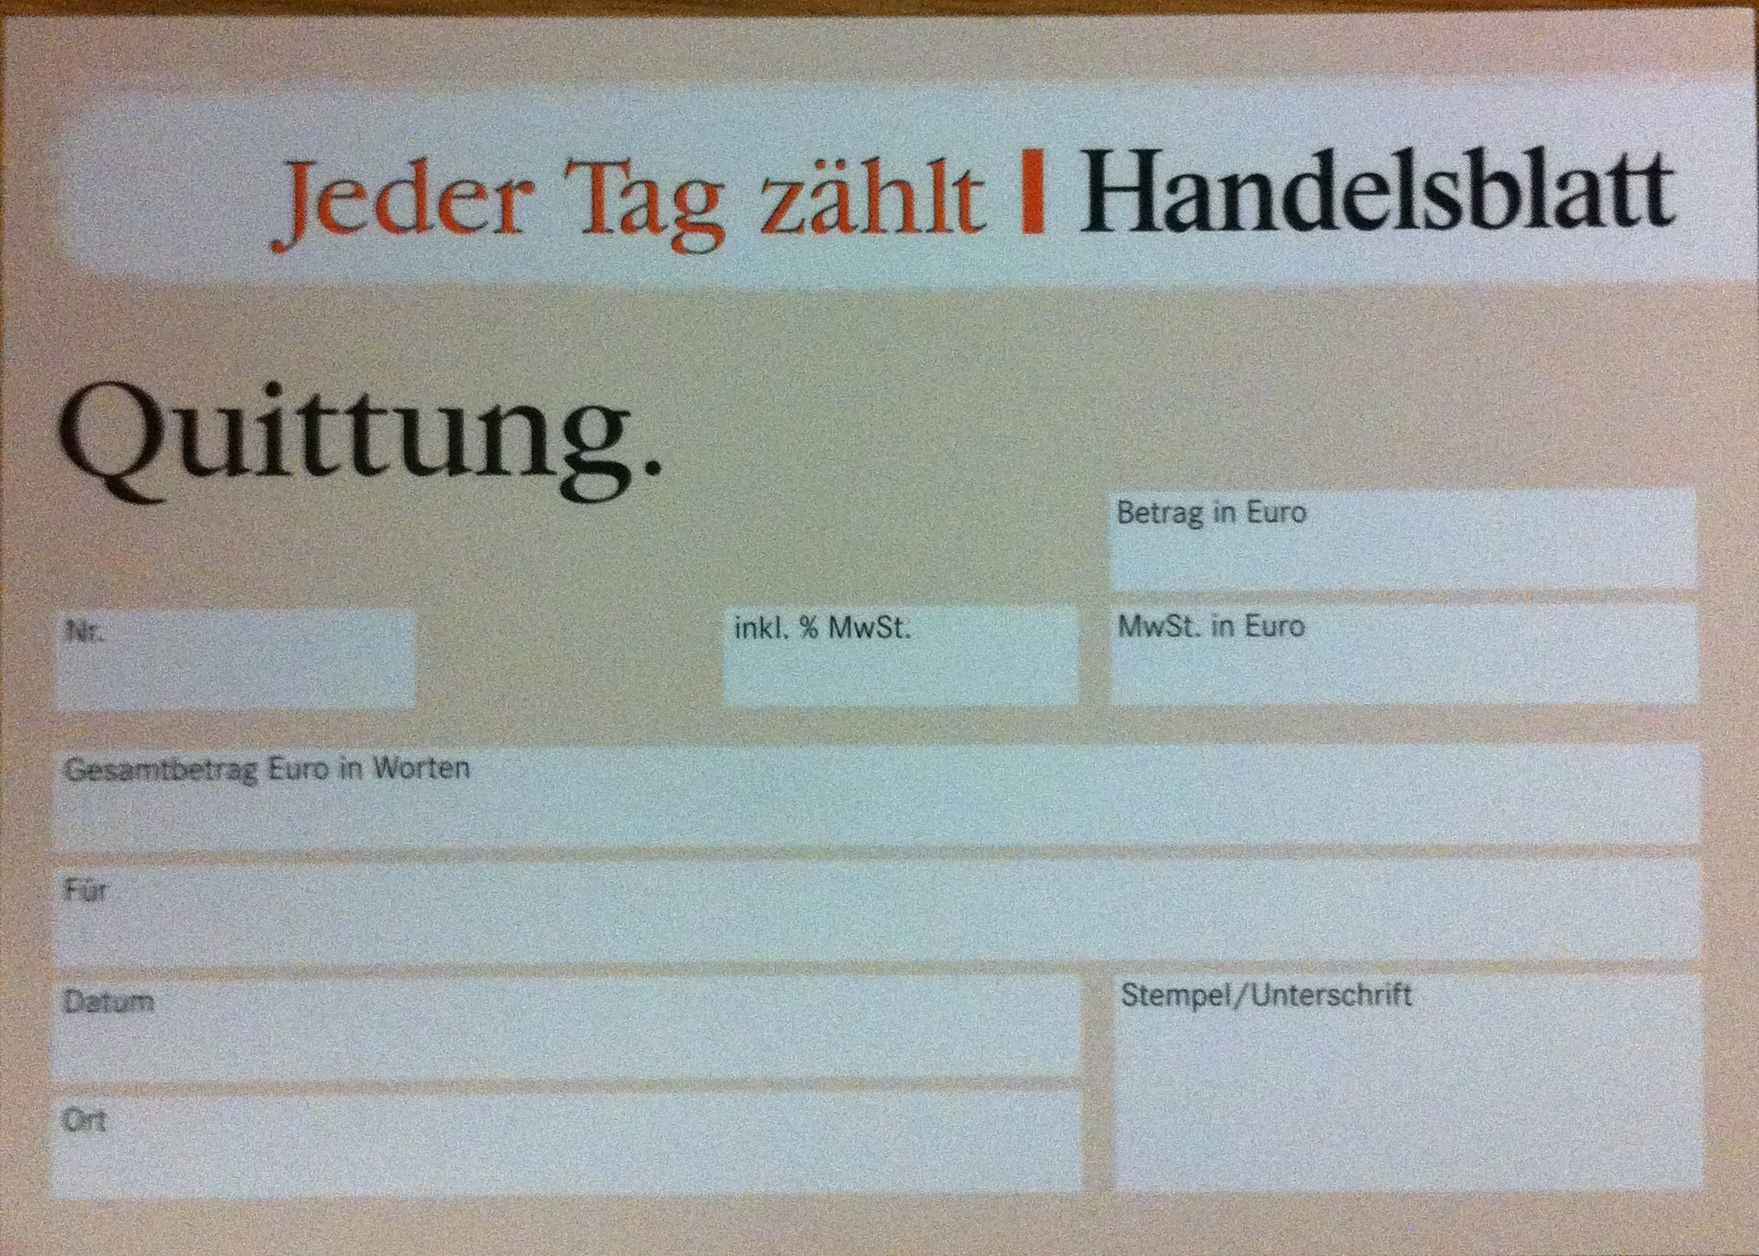 Jeder Tag zählt | Handelsblatt
Quittung.
Betrag in Euro
Nr.
inkl. % MwSt.
MwSt. in Euro
Gesamtbetrag Euro in Worten
Für
Datum
Stempel/Unterschrift
Ort